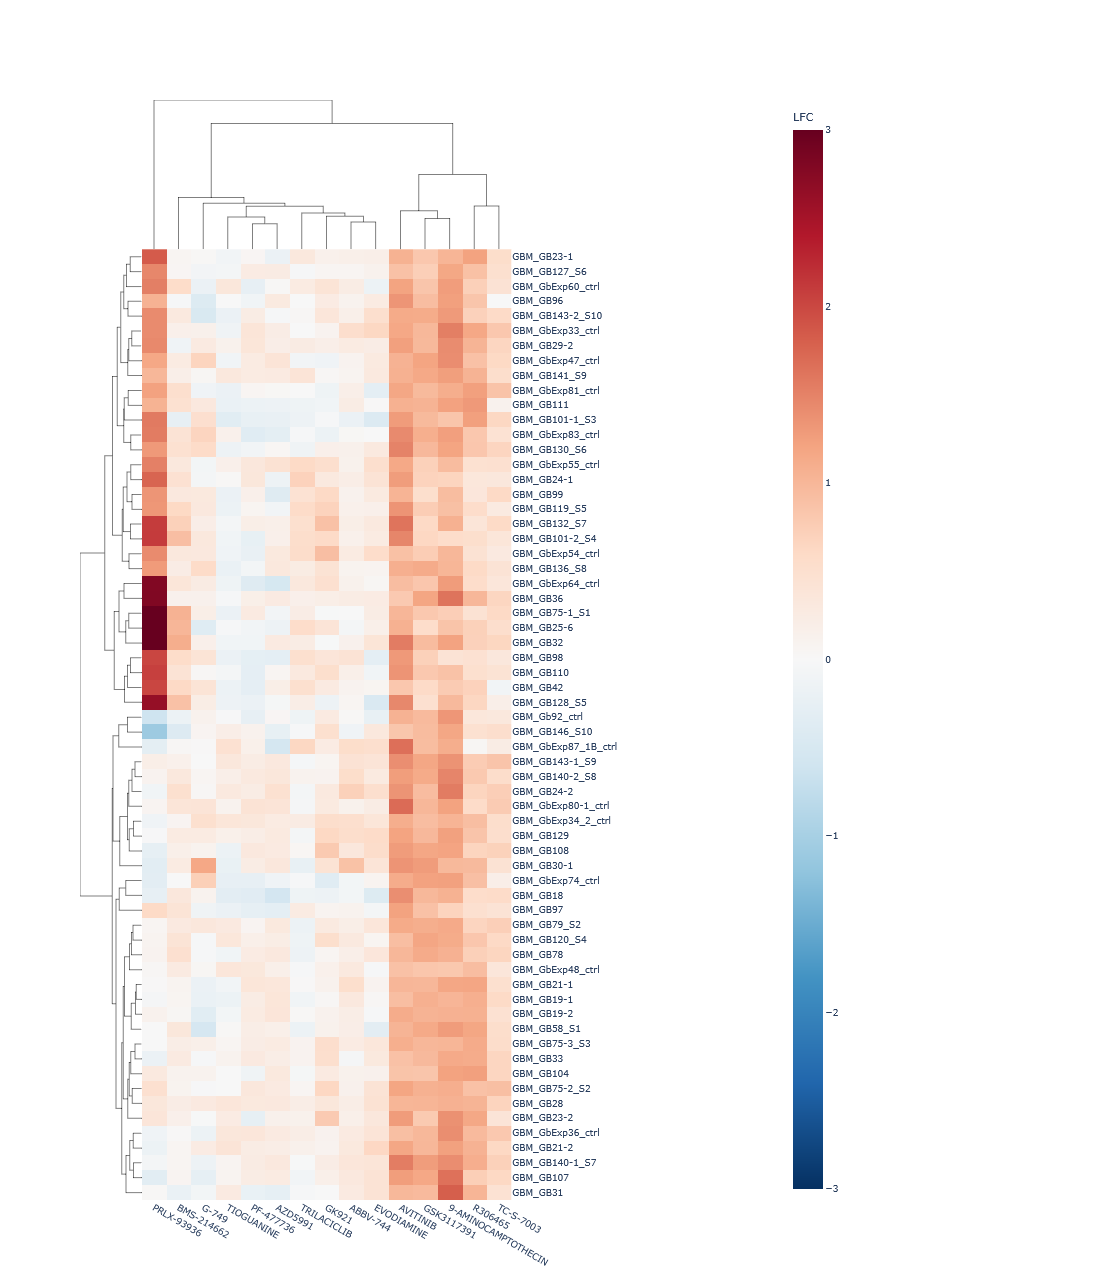 LFC
3
2
1
0
−1
−2
−3
GBM_GB23-1
GBM_GB127_S6
GBM_GbExp60_ctrl
GBM_GB96
GBM_GB143-2_S10
GBM_GbExp33_ctrl
GBM_GB29-2
GBM_GbExp47_ctrl
GBM_GB141_S9
GBM_GbExp81_ctrl
GBM_GB111
GBM_GB101-1_S3
GBM_GbExp83_ctrl
GBM_GB130_S6
GBM_GbExp55_ctrl
GBM_GB24-1
GBM_GB99
GBM_GB119_S5
GBM_GB132_S7
GBM_GB101-2_S4
GBM_GbExp54_ctrl
GBM_GB136_S8
GBM_GbExp64_ctrl
GBM_GB36
GBM_GB75-1_S1
GBM_GB25-6
GBM_GB32
GBM_GB98
GBM_GB110
GBM_GB42
GBM_GB128_S5
GBM_Gb92_ctrl
GBM_GB146_S10
GBM_GbExp87_1B_ctrl
GBM_GB143-1_S9
GBM_GB140-2_S8
GBM_GB24-2
GBM_GbExp80-1_ctrl
GBM_GbExp34_2_ctrl
GBM_GB129
GBM_GB108
GBM_GB30-1
GBM_GbExp74_ctrl
GBM_GB18
GBM_GB97
GBM_GB79_S2
GBM_GB120_S4
GBM_GB78
GBM_GbExp48_ctrl
GBM_GB21-1
GBM_GB19-1
GBM_GB19-2
GBM_GB58_S1
GBM_GB75-3_S3
GBM_GB33
GBM_GB104
GBM_GB75-2_S2
GBM_GB28
GBM_GB23-2
GBM_GbExp36_ctrl
GBM_GB21-2
GBM_GB140-1_S7
GBM_GB107
GBM_GB31
PRLX-93936
BMS-214662
G-749
TIOGUANINE
PF-477736
AZD5991
TRILACICLIB
GK921
ABBV-744
EVODIAMINE
AVITINIB
GSK3117391
9-AMINOCAMPTOTHECIN
R306465
TC-S-7003